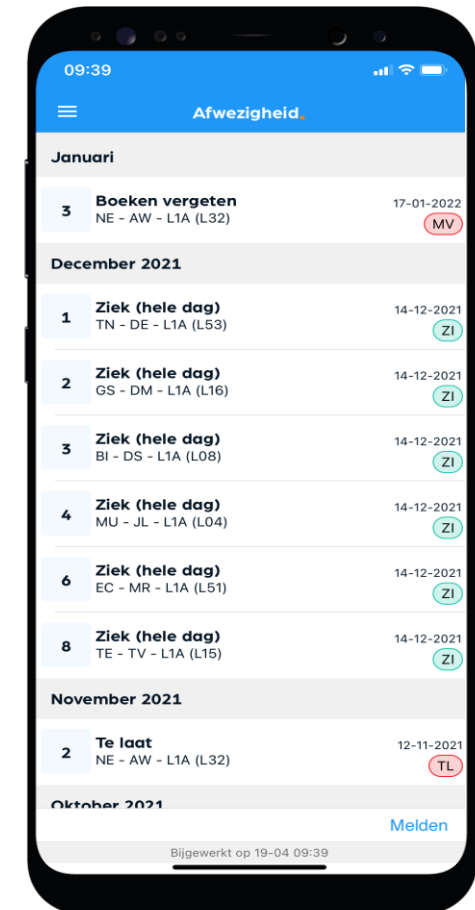 09:39
Afwezigheid.
Januari
3 Boeken vergeten 17-01-2022
NE - AW - L1A (L32) MV
December 2021
1 Ziek (hele dag) 14-12-2021
TN - DE - L1A (L53) ZI
2 Ziek (hele dag) 14-12-2021
GS - DM - L1A (L16) ZI
3 Ziek (hele dag) 14-12-2021
BI - DS - L1A (L08) ZI
4 Ziek (hele dag) 14-12-2021
MU - JL - L1A (L04) ZI
6 Ziek (hele dag) 14-12-2021
EC - MR - L1A (L51) ZI
8 Ziek (hele dag) 14-12-2021
TE - TV - L1A (L15) ZI
November 2021
2 Te laat 12-11-2021
NE - AW - L1A (L32) TL
Oktober 2021
Melden
Bijgewerkt op 19-04 09:39